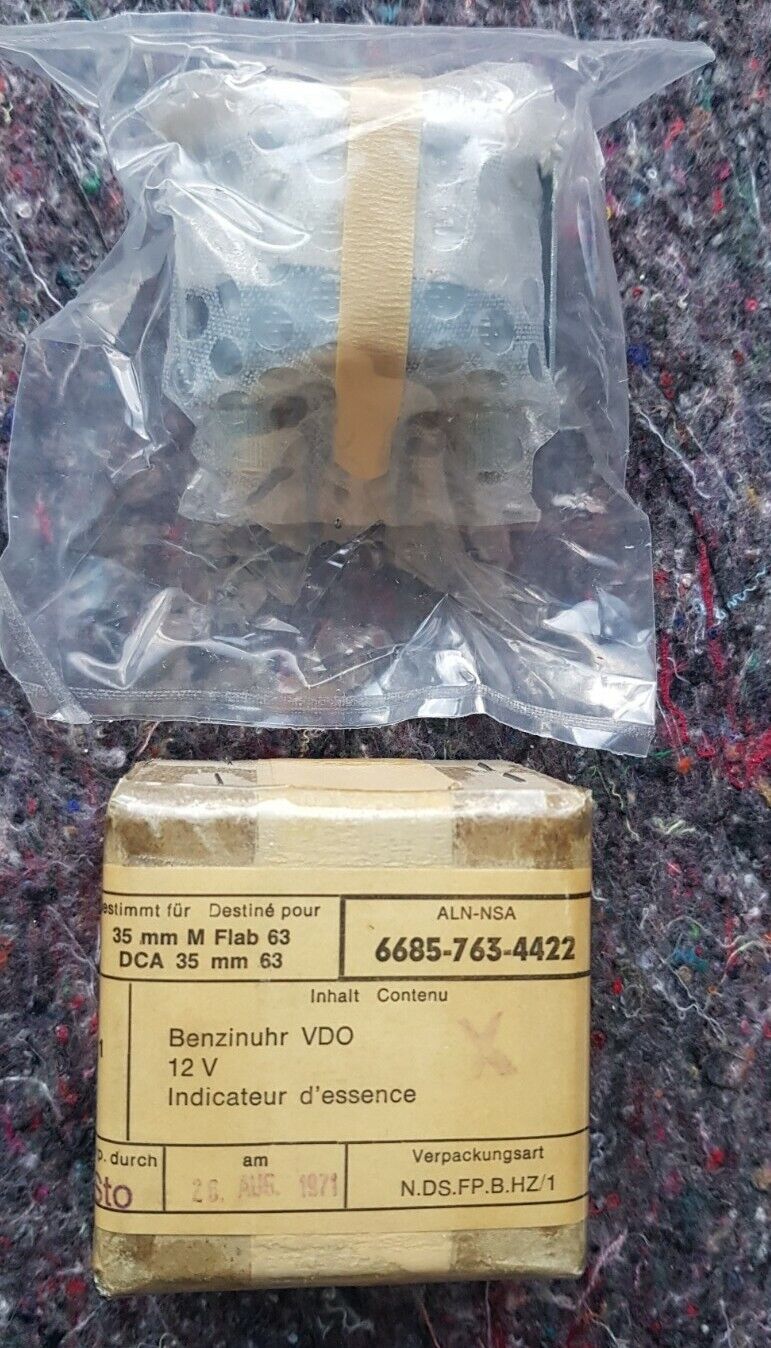 estimmt für Destiné pour
35 mm M Flab 63
DCA 35 mm 63
ALN-NSA
6685-763-4422
Inhalt Contenu
1
Benzinuhr VDO
12 V
Indicateur d'essence
X
p. durch
Sto
am
26. AUG. 1971
Verpackungsart
N.DS.FP.B.HZ/1